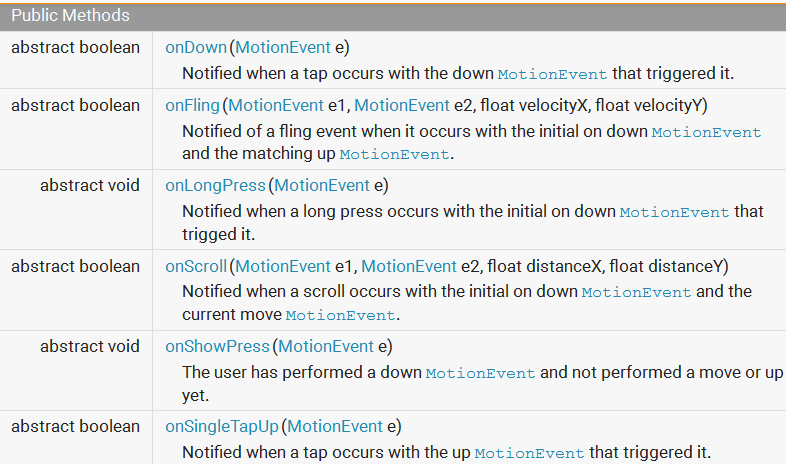 Public Methods
abstract boolean onDown(MotionEvent e)
Notified when a tap occurs with the down MotionEvent that triggered it.
abstract boolean onFling(MotionEvent e1, MotionEvent e2, float velocityX, float velocityY)
Notified of a fling event when it occurs with the initial on down MotionEvent
and the matching up MotionEvent.
abstract void onLongPress(MotionEvent e)
Notified when a long press occurs with the initial on down MotionEvent that
trigged it.
abstract boolean onScroll(MotionEvent e1, MotionEvent e2, float distanceX, float distanceY)
Notified when a scroll occurs with the initial on down MotionEvent and the
current move MotionEvent.
abstract void onShowPress(MotionEvent e)
The user has performed a down MotionEvent and not performed a move or up
yet.
abstract boolean onSingleTapUp(MotionEvent e)
Notified when a tap occurs with the up MotionEvent that triggered it.